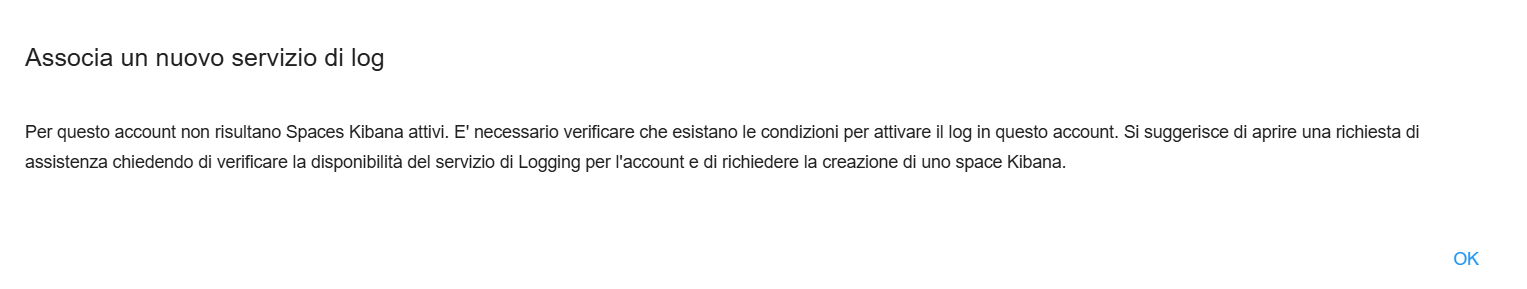 Associa un nuovo servizio di log
Per questo account non risultano Spaces Kibana attivi. E' necessario verificare che esistano le condizioni per attivare il log in questo account. Si suggerisce di aprire una richiesta di
assistenza chiedendo di verificare la disponibilità del servizio di Logging per l'account e di richiedere la creazione di uno space Kibana.
OK